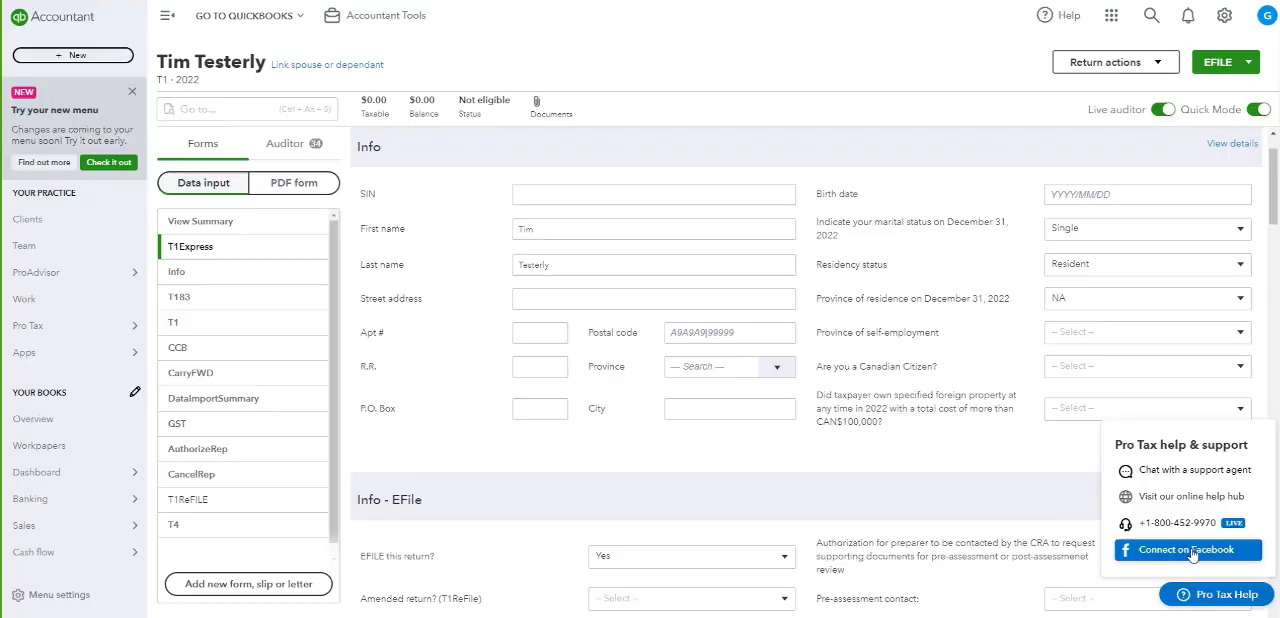 qb Accountant
GO TO QUICKBOOKS
Accountant Tools
Help
G
+ New
NEW
Try your new menu
Changes are coming to your
menu soon! Try it out early.
Find out more
Check it out
YOUR PRACTICE
Clients
Team
ProAdvisor
Work
Pro Tax
Apps
YOUR BOOKS
Overview
Workpapers
Dashboard
Banking
Sales
Cash flow
Menu settings
Tim Testerly Link spouse or dependant
T1 - 2022
Return actions
EFILE
Go to... (Ctrl + Alt + S)
$0.00 $0.00 Not eligible
Taxable Balance Status Documents
Live auditor Quick Mode
Forms Auditor 34
Data input PDF form
View Summary
T1Express
Info
T183
T1
CCB
CarryFWD
DataImportSummary
GST
AuthorizeRep
CancelRep
T1ReFILE
T4
Add new form, slip or letter
Info View details
SIN
First name Tim
Last name Testerly
Street address
Apt # Postal code A9A9A9|99999
R.R. Province — Search —
P.O. Box City
Birth date YYYY/MM/DD
Indicate your marital status on December 31,
2022
Single
Residency status Resident
Province of residence on December 31, 2022 NA
Province of self-employment – Select –
Are you a Canadian Citizen? – Select –
Did taxpayer own specified foreign property at
any time in 2022 with a total cost of more than
CAN$100,000?
– Select –
Info - EFile
EFILE this return? Yes
Amended return? (T1ReFile) – Select –
Authorization for preparer to be contacted by the CRA to request
supporting documents for pre-assessment or post-assessmenet
review
Pre-assessment contact: – Select –
Pro Tax help & support
Chat with a support agent
Visit our online help hub
+1-800-452-9970 LIVE
Connect on Facebook
Pro Tax Help